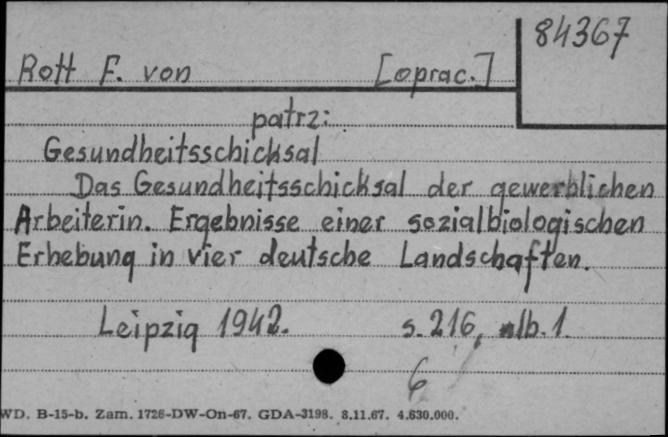 84367
Rott F. von [oprac.]
patrz:
Gesundheitsschicksal
Das Gesundheitsschicksal der gewerblichen
Arbeiterin. Ergebnisse einer sozialbiologischen
Erhebung in vier deutsche Landschaften.
Leipzig 1942. s. 216, nlb. 1.
6
WD. B-15-b. Zam. 1726-DW-On-67. GDA-3198. 8.11.67. 4.630.000.